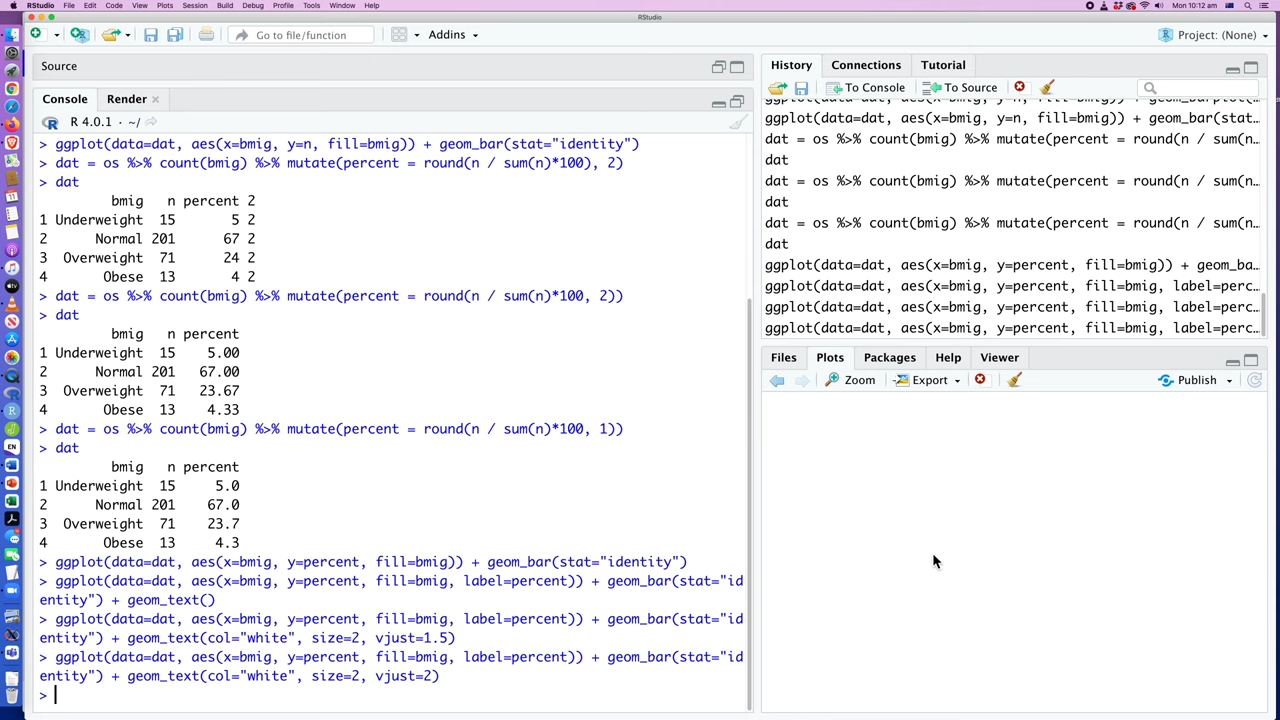 RStudio File Edit Code View Plots Session Build Debug Profile Tools Window Help Mon 10:12 am
RStudio
Go to file/function Addins Project: (None)
Source
Console Render
R 4.0.1 · ~/
> ggplot(data=dat, aes(x=bmig, y=n, fill=bmig)) + geom_bar(stat="identity")
> dat = os %>% count(bmig) %>% mutate(percent = round(n / sum(n)*100), 2)
> dat
bmig n percent 2
1 Underweight 15 5 2
2 Normal 201 67 2
3 Overweight 71 24 2
4 Obese 13 4 2
> dat = os %>% count(bmig) %>% mutate(percent = round(n / sum(n)*100, 2))
> dat
bmig n percent
1 Underweight 15 5.00
2 Normal 201 67.00
3 Overweight 71 23.67
4 Obese 13 4.33
> dat = os %>% count(bmig) %>% mutate(percent = round(n / sum(n)*100, 1))
> dat
bmig n percent
1 Underweight 15 5.0
2 Normal 201 67.0
3 Overweight 71 23.7
4 Obese 13 4.3
> ggplot(data=dat, aes(x=bmig, y=percent, fill=bmig)) + geom_bar(stat="identity")
> ggplot(data=dat, aes(x=bmig, y=percent, fill=bmig, label=percent)) + geom_bar(stat="id
entity") + geom_text()
> ggplot(data=dat, aes(x=bmig, y=percent, fill=bmig, label=percent)) + geom_bar(stat="id
entity") + geom_text(col="white", size=2, vjust=1.5)
> ggplot(data=dat, aes(x=bmig, y=percent, fill=bmig, label=percent)) + geom_bar(stat="id
entity") + geom_text(col="white", size=2, vjust=2)
>
History Connections Tutorial
To Console To Source
ggplot(data=dat, aes(x=bmig, y=n, fill=bmig)) + geom_barplot(sti…
ggplot(data=dat, aes(x=bmig, y=n, fill=bmig)) + geom_bar(stat…
dat = os %>% count(bmig) %>% mutate(percent = round(n / sum(n…
dat
dat = os %>% count(bmig) %>% mutate(percent = round(n / sum(n…
dat
dat = os %>% count(bmig) %>% mutate(percent = round(n / sum(n…
dat
ggplot(data=dat, aes(x=bmig, y=percent, fill=bmig)) + geom_ba…
ggplot(data=dat, aes(x=bmig, y=percent, fill=bmig, label=perc…
ggplot(data=dat, aes(x=bmig, y=percent, fill=bmig, label=perc…
ggplot(data=dat, aes(x=bmig, y=percent, fill=bmig, label=perc…
Files Plots Packages Help Viewer
Zoom Export Publish
EN